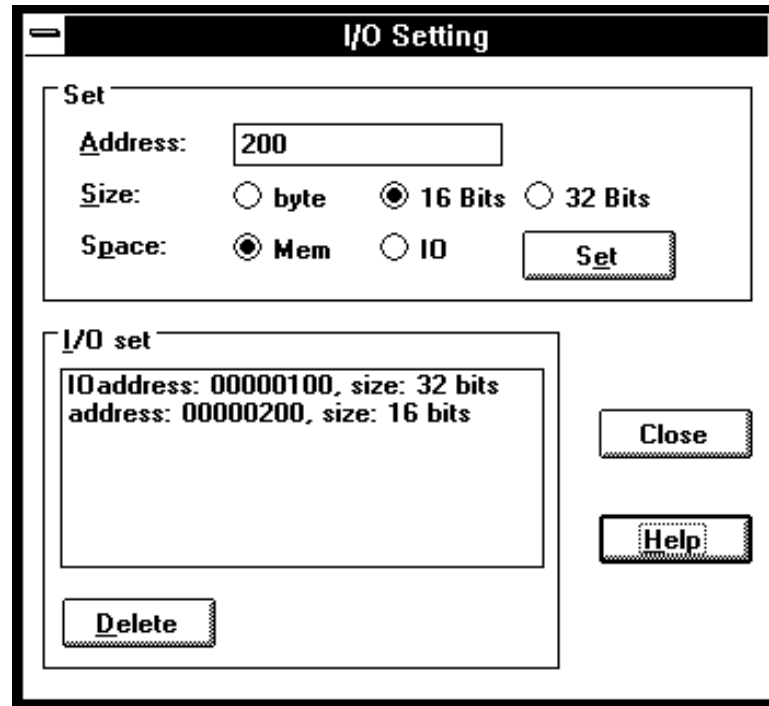 I/O Setting
Set
Address: 200
Size: byte 16 Bits 32 Bits
Space: Mem IO Set
I/O set
IOaddress: 00000100, size: 32 bits
address: 00000200, size: 16 bits
Close
Help
Delete